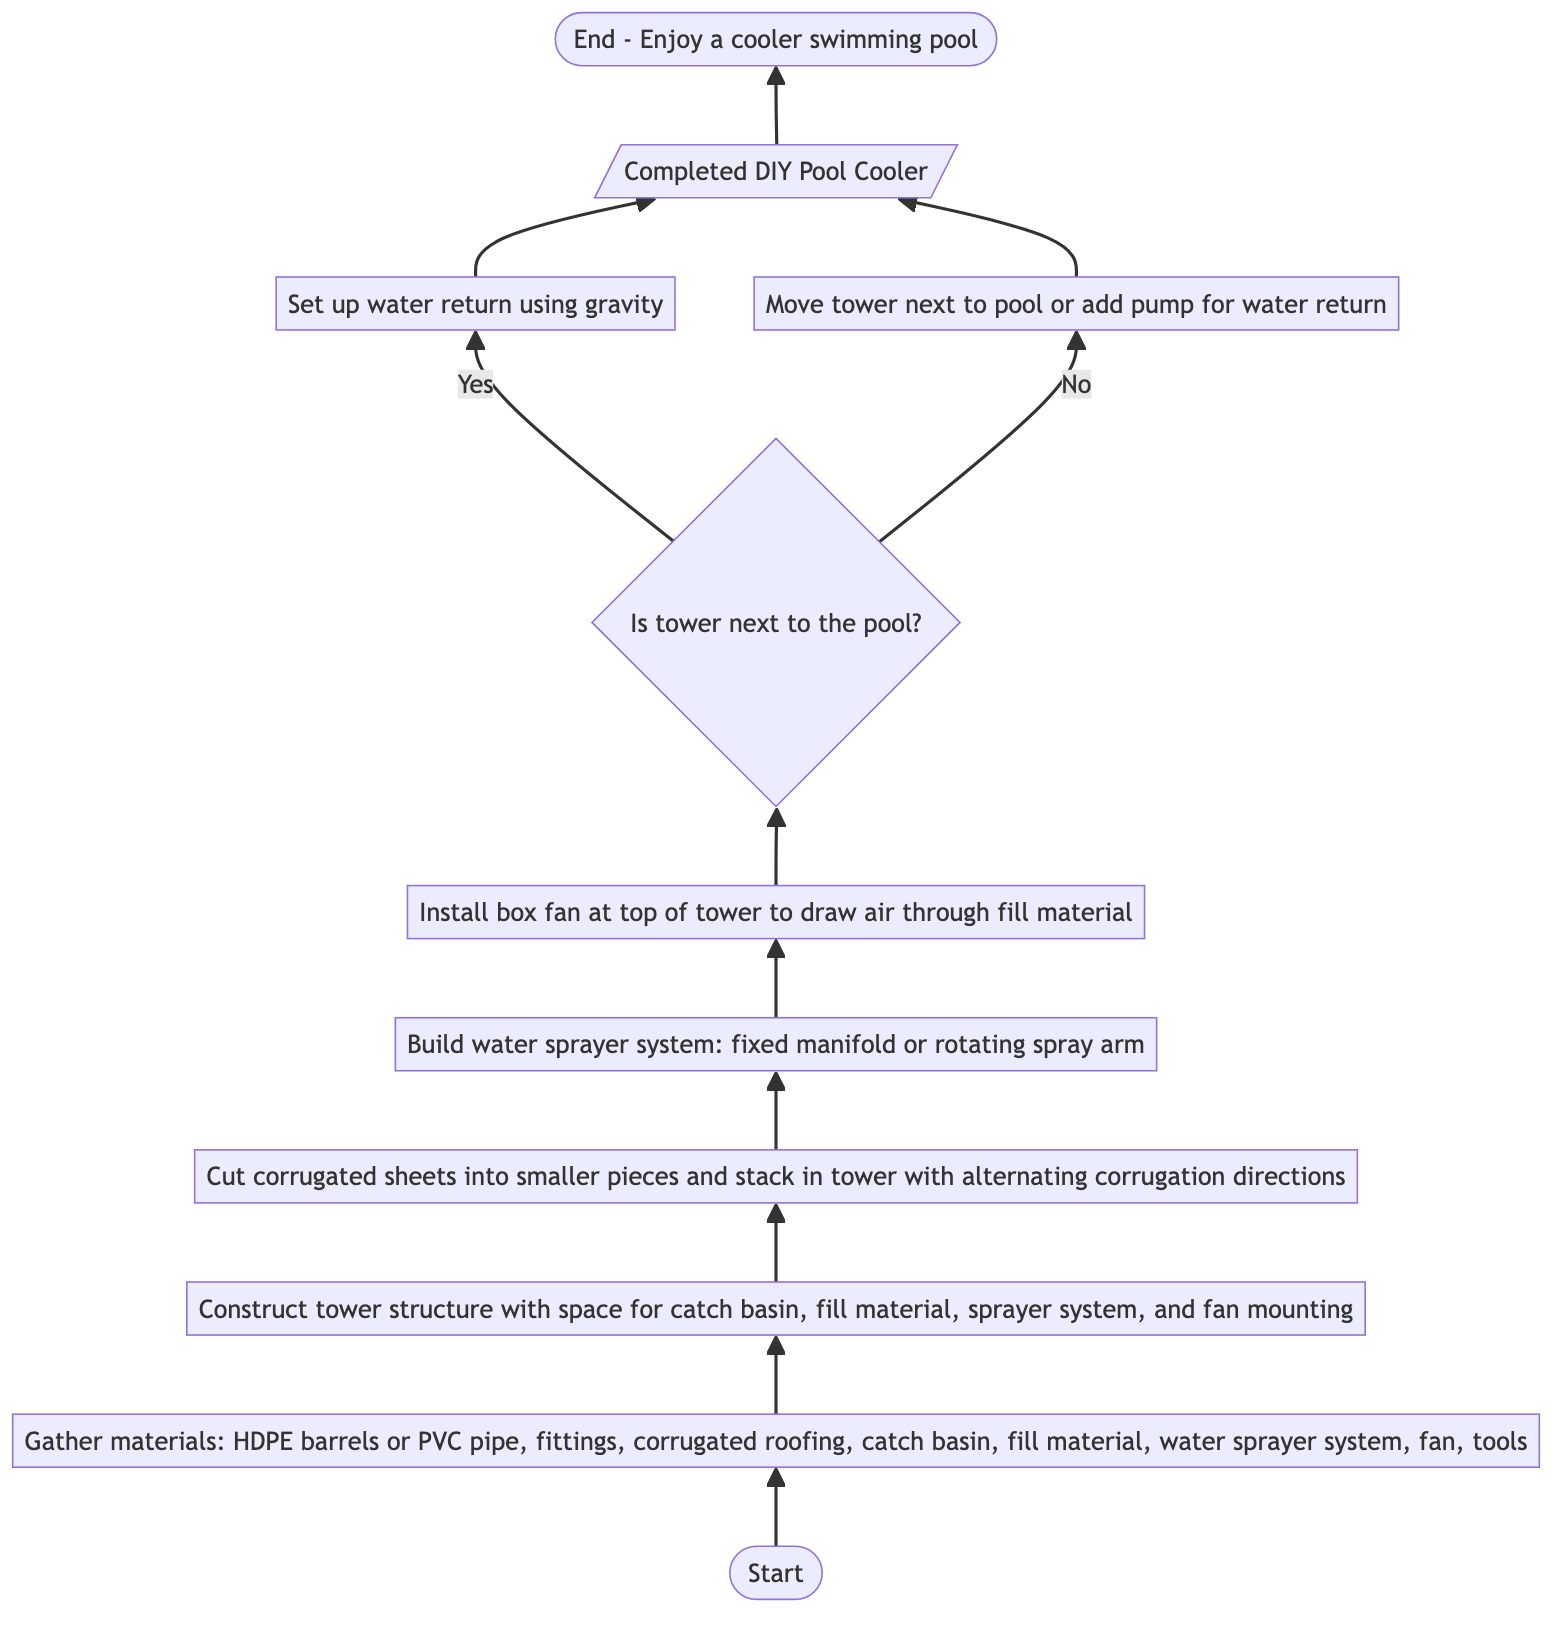 End - Enjoy a cooler swimming pool
Completed DIY Pool Cooler
Set up water return using gravity
Move tower next to pool or add pump for water return
Yes
No
Is tower next to the pool?
Install box fan at top of tower to draw air through fill material
Build water sprayer system: fixed manifold or rotating spray arm
Cut corrugated sheets into smaller pieces and stack in tower with alternating corrugation directions
Construct tower structure with space for catch basin, fill material, sprayer system, and fan mounting
Gather materials: HDPE barrels or PVC pipe, fittings, corrugated roofing, catch basin, fill material, water sprayer system, fan, tools
Start